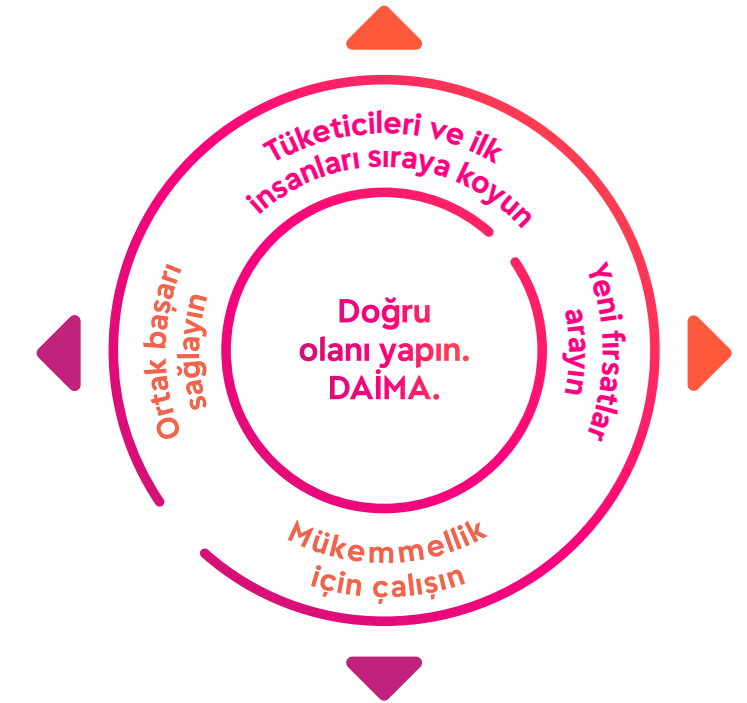 Tüketicileri ve ilk
insanları sıraya koyun
Yeni fırsatlar
arayın
Ortak başarı
sağlayın
Doğru
olanı yapın.
DAİMA.
Mükemmellik
için çalışın